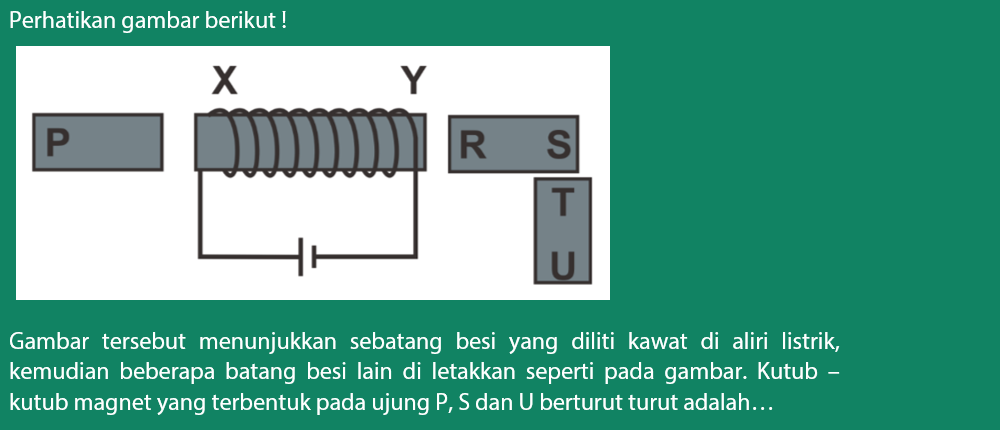 Perhatikan gambar berikut !
X Y
P R S
T
U
Gambar tersebut menunjukkan sebatang besi yang diliti kawat di aliri listrik,
kemudian beberapa batang besi lain di letakkan seperti pada gambar. Kutub –
kutub magnet yang terbentuk pada ujung P, S dan U berturut turut adalah…